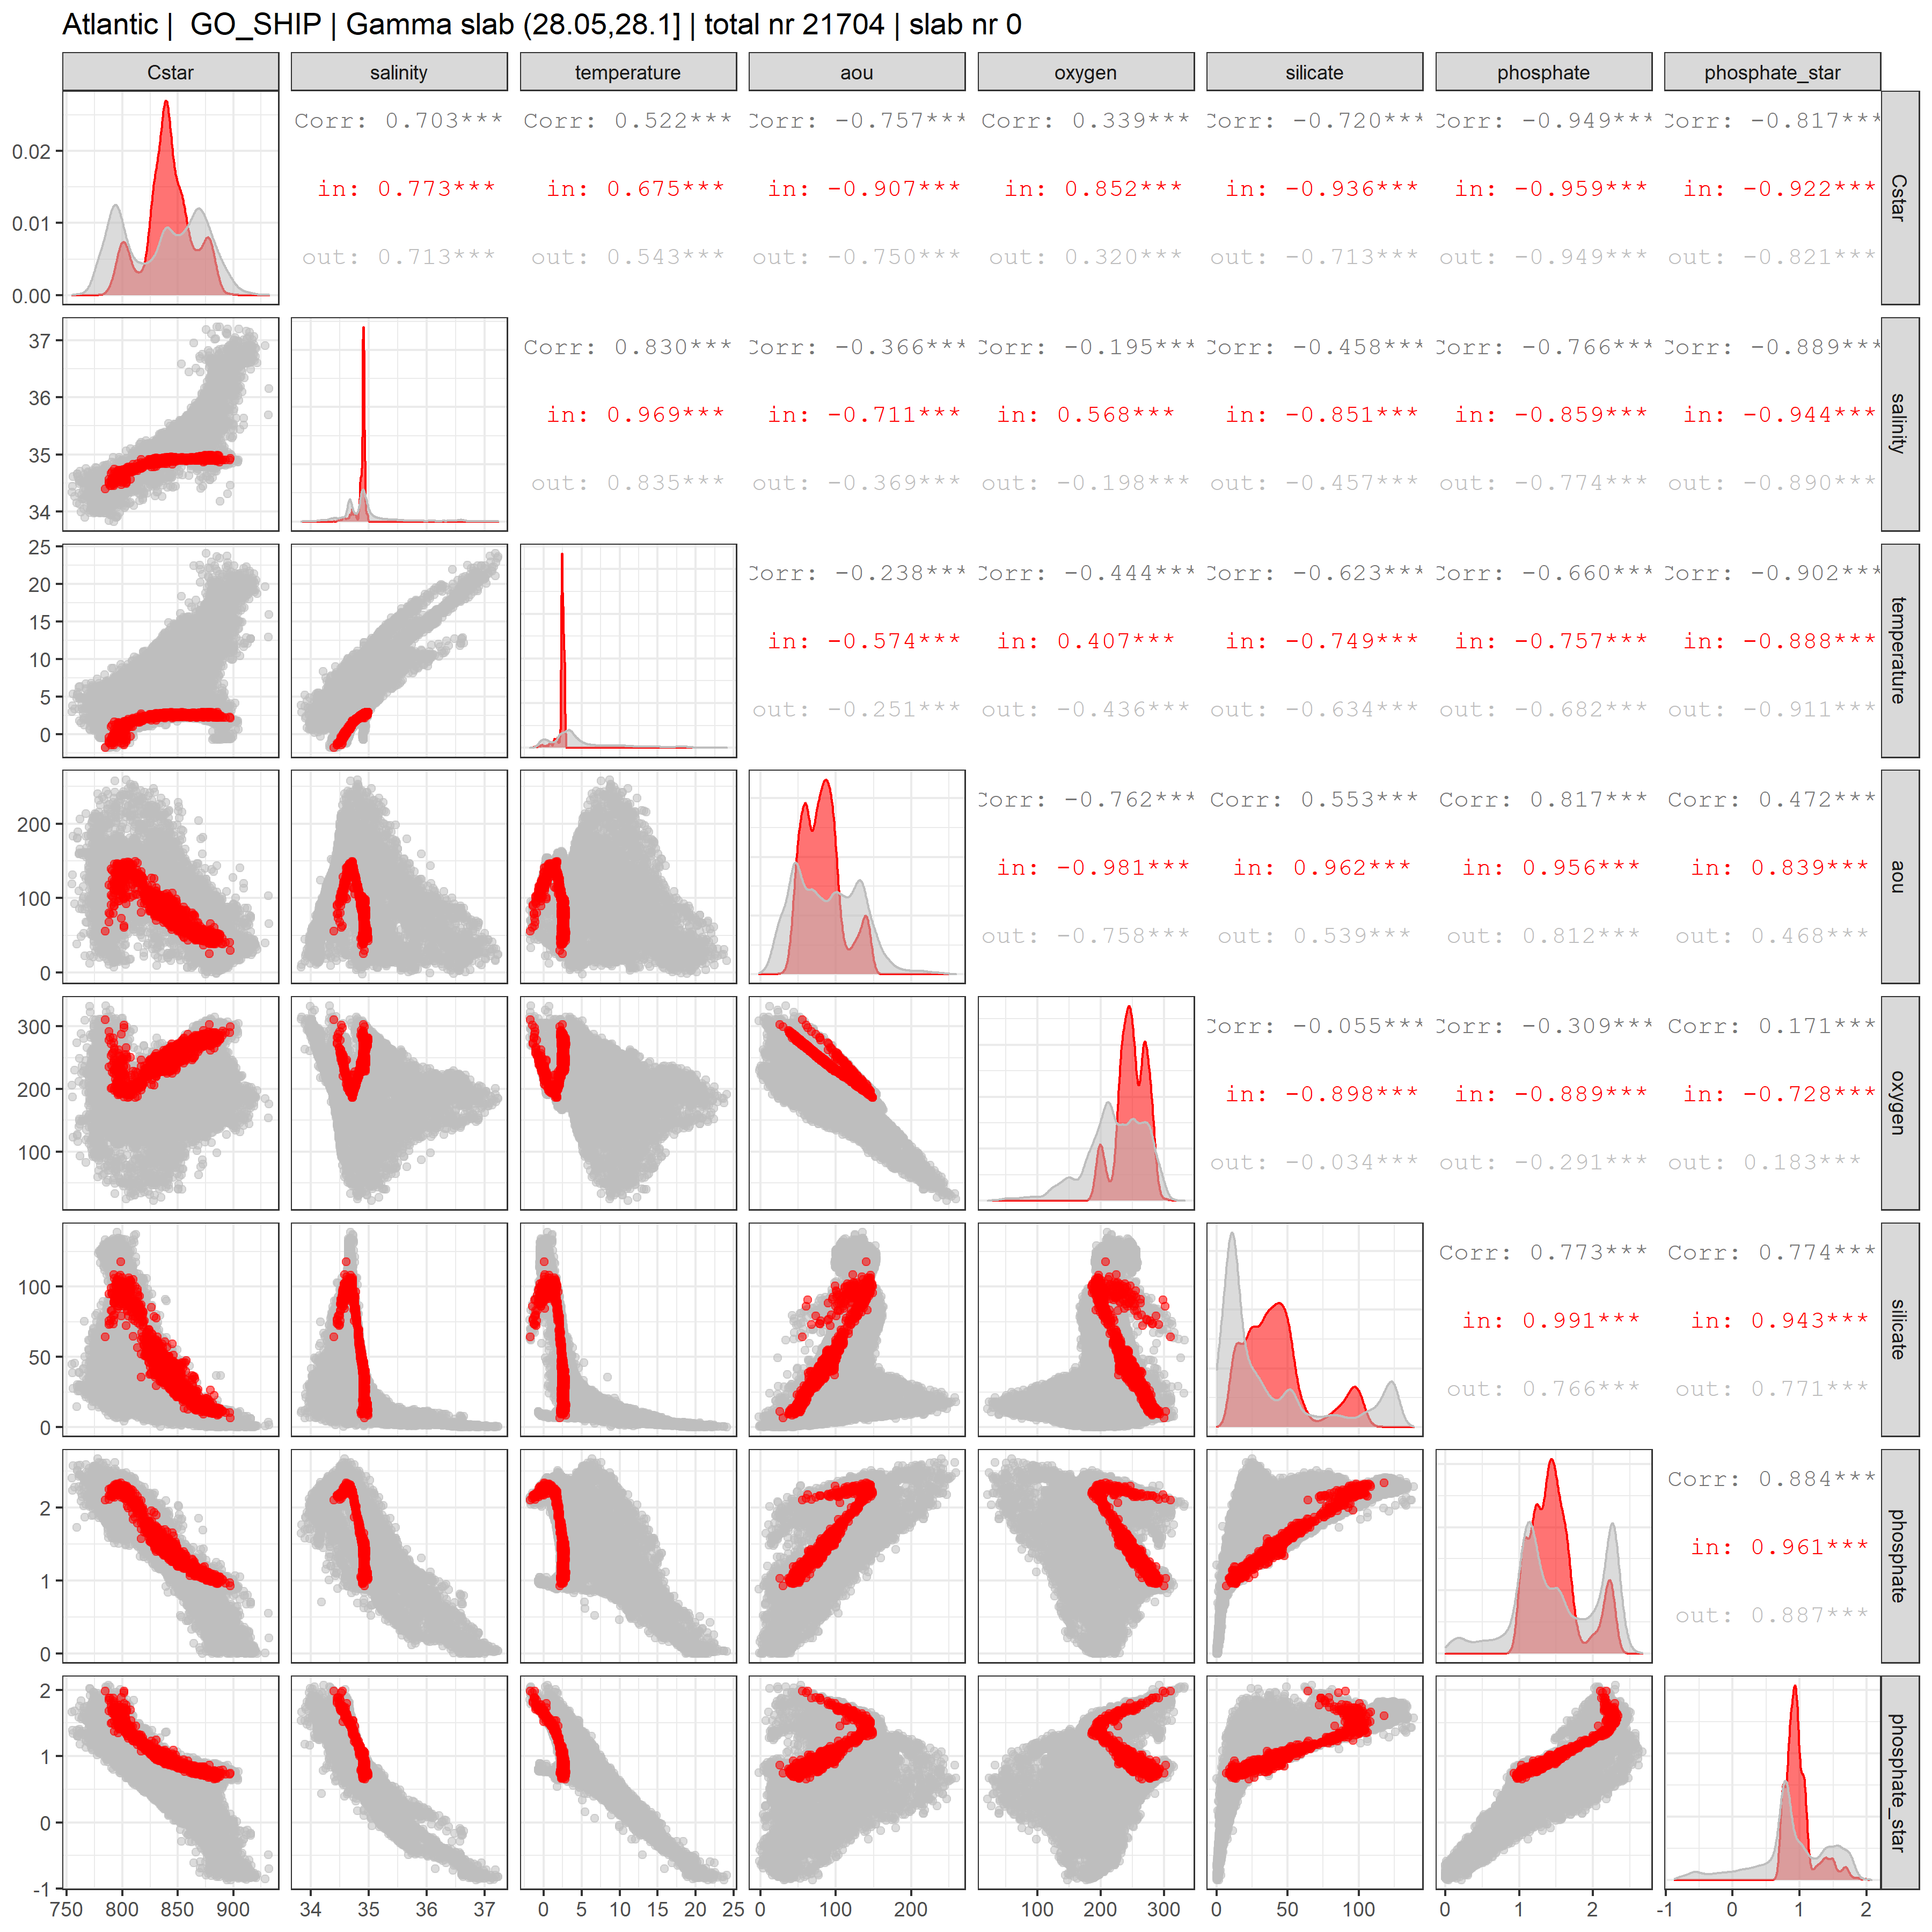 Atlantic | GO_SHIP | Gamma slab (28.05,28.1] | total nr 21704 | slab nr 0
Cstar salinity temperature aou oxygen silicate phosphate phosphate_star
Corr: 0.703*** Corr: 0.522*** Corr: -0.757*** Corr: 0.339*** Corr: -0.720*** Corr: -0.949*** Corr: -0.817***
0.02
in: 0.773*** in: 0.675*** in: -0.907*** in: 0.852*** in: -0.936*** in: -0.959*** in: -0.922***
Cstar
0.01
out: 0.713*** out: 0.543*** out: -0.750*** out: 0.320*** out: -0.713*** out: -0.949*** out: -0.821***
0.00
37
Corr: 0.830*** Corr: -0.366*** Corr: -0.195*** Corr: -0.458*** Corr: -0.766*** Corr: -0.889***
36
in: 0.969*** in: -0.711*** in: 0.568*** in: -0.851*** in: -0.859*** in: -0.944***
salinity
35
out: 0.835*** out: -0.369*** out: -0.198*** out: -0.457*** out: -0.774*** out: -0.890***
34
25
Corr: -0.238*** Corr: -0.444*** Corr: -0.623*** Corr: -0.660*** Corr: -0.902***
20
15
in: -0.574*** in: 0.407*** in: -0.749*** in: -0.757*** in: -0.888***
temperature
10
5
out: -0.251*** out: -0.436*** out: -0.634*** out: -0.682*** out: -0.911***
0
Corr: -0.762*** Corr: 0.553*** Corr: 0.817*** Corr: 0.472***
200
in: -0.981*** in: 0.962*** in: 0.956*** in: 0.839***
aou
100
out: -0.758*** out: 0.539*** out: 0.812*** out: 0.468***
0
300
Corr: -0.055*** Corr: -0.309*** Corr: 0.171***
200
in: -0.898*** in: -0.889*** in: -0.728***
oxygen
100
out: -0.034*** out: -0.291*** out: 0.183***
Corr: 0.773*** Corr: 0.774***
100
in: 0.991*** in: 0.943***
silicate
50
out: 0.766*** out: 0.771***
0
Corr: 0.884***
2
in: 0.961***
phosphate
1
out: 0.887***
0
2
1
phosphate_star
0
-1
750 800 850 900 34 35 36 37 0 5 10 15 20 25 0 100 200 100 200 300 0 50 100 0 1 2 -1 0 1 2